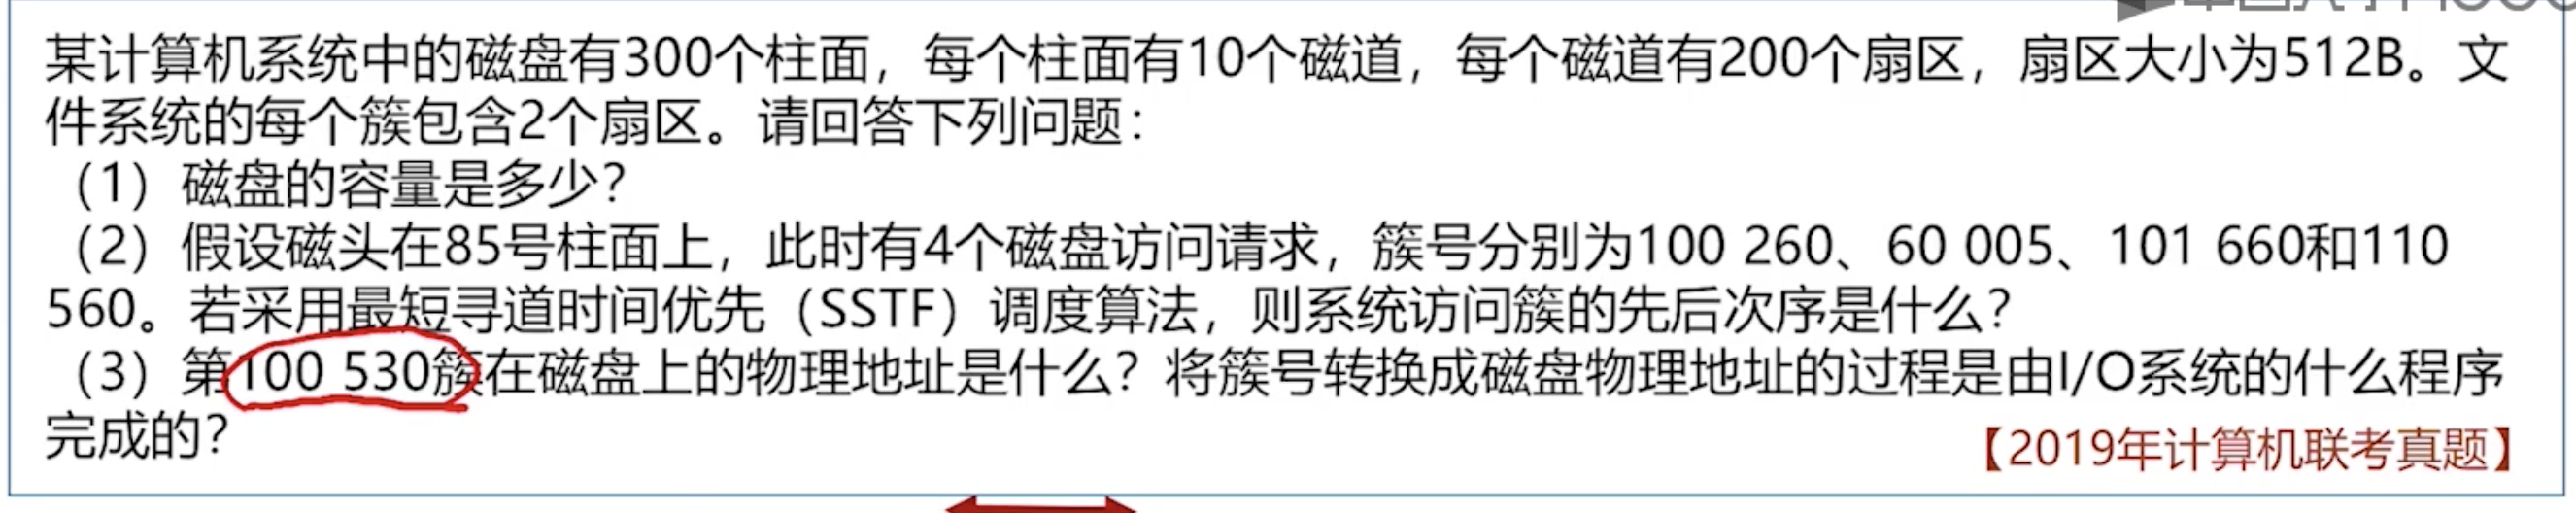 某计算机系统中的磁盘有300个柱面，每个柱面有10个磁道，每个磁道有200个扇区，扇区大小为512B。文
件系统的每个簇包含2个扇区。请回答下列问题：
（1）磁盘的容量是多少？
（2）假设磁头在85号柱面上，此时有4个磁盘访问请求，簇号分别为100 260、60 005、101 660和110
560。若采用最短寻道时间优先（SSTF）调度算法，则系统访问簇的先后次序是什么？
（3）第100 530簇在磁盘上的物理地址是什么？将簇号转换成磁盘物理地址的过程是由I/O系统的什么程序
完成的？
【2019年计算机联考真题】